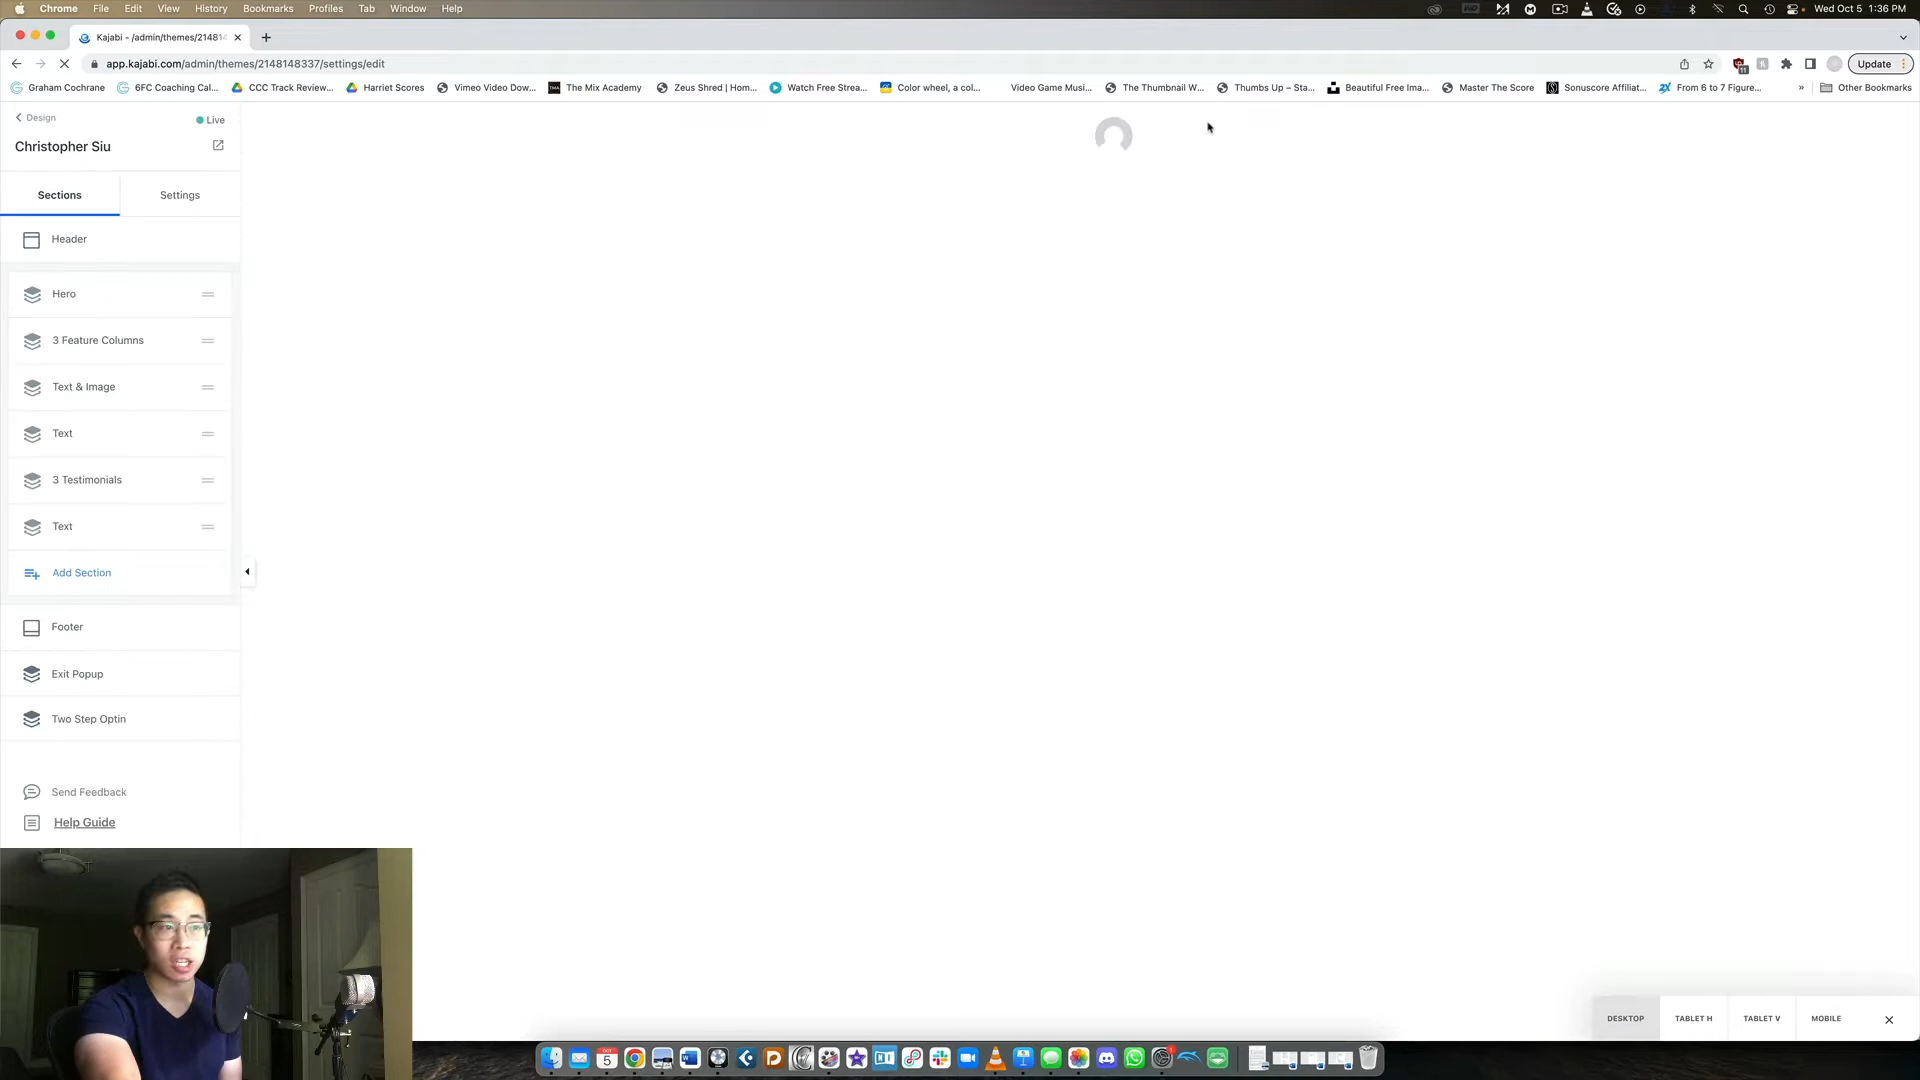 Chrome File Edit View History Bookmarks Profiles Tab Window Help
Wed Oct 5 1:36 PM
Kajabi - /admin/themes/21481
app.kajabi.com/admin/themes/2148148337/settings/edit
Update
Graham Cochrane 6FC Coaching Cal... CCC Track Review... Harriet Scores Vimeo Video Dow... The Mix Academy Zeus Shred | Hom... Watch Free Strea... Color wheel, a col... Video Game Musi... The Thumbnail W... Thumbs Up – Sta... Beautiful Free Ima... Master The Score Sonuscore Affiliat... From 6 to 7 Figure... » Other Bookmarks
Design
Live
Christopher Siu
Sections Settings
Header
Hero
3 Feature Columns
Text & Image
Text
3 Testimonials
Text
Add Section
Footer
Exit Popup
Two Step Optin
Send Feedback
Help Guide
DESKTOP TABLET H TABLET V MOBILE